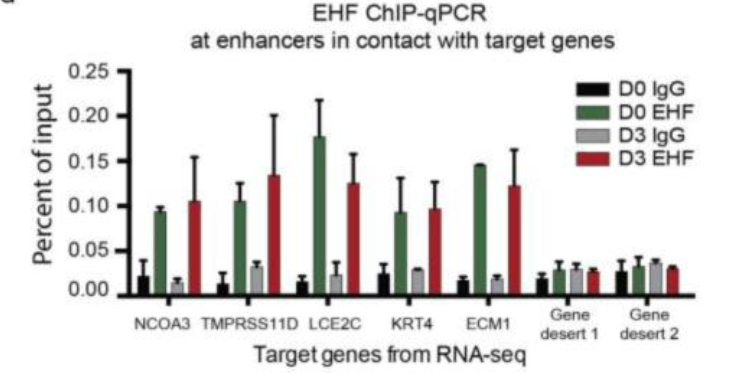 EHF ChIP-qPCR
at enhancers in contact with target genes
Percent of input
0.25
0.20
0.15
0.10
0.05
0.00
D0 IgG
D0 EHF
D3 IgG
D3 EHF
NCOA3 TMPRSS11D LCE2C KRT4 ECM1 Gene desert 1 Gene desert 2
Target genes from RNA-seq